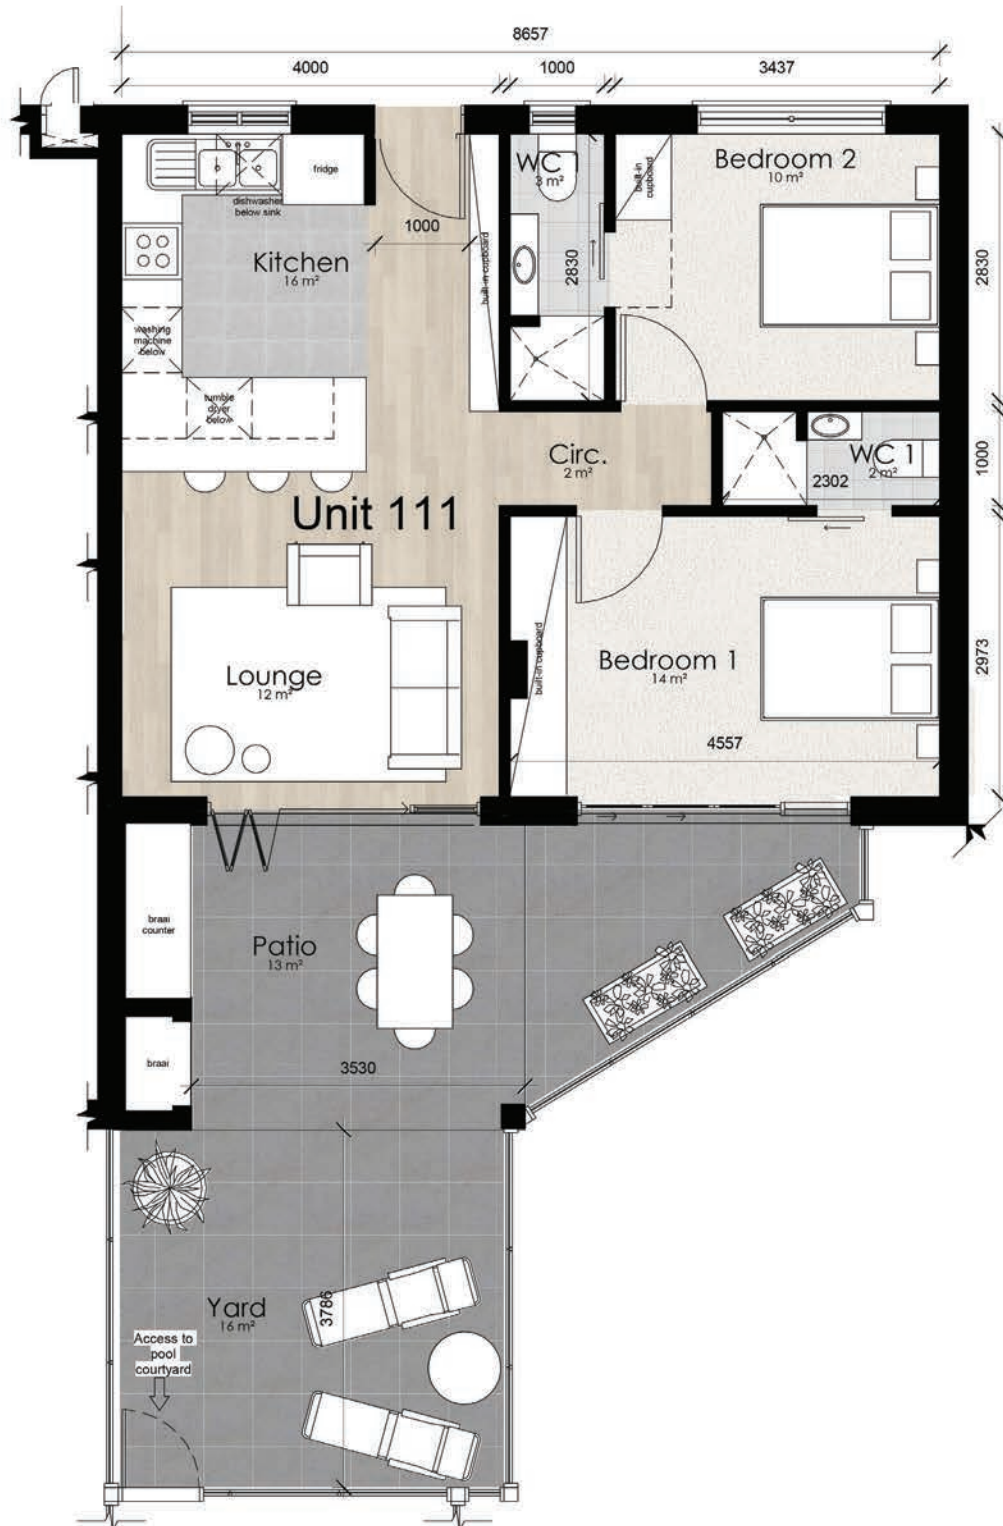 8657
4000
1000
3437
fridge
dishwasher
below sink
Kitchen
16 m²
1000
built-in cupboard
washing
machine
below
tumble
dryer
below
WC 1
3 m²
2830
built-in
cupboard
Bedroom 2
10 m²
2830
Circ.
2 m²
WC 1
2 m²
2302
1000
Unit 111
Lounge
12 m²
built-in cupboard
Bedroom 1
14 m²
4557
2973
braai
counter
Patio
13 m²
braai
3530
Yard
16 m²
3786
Access to
pool
courtyard